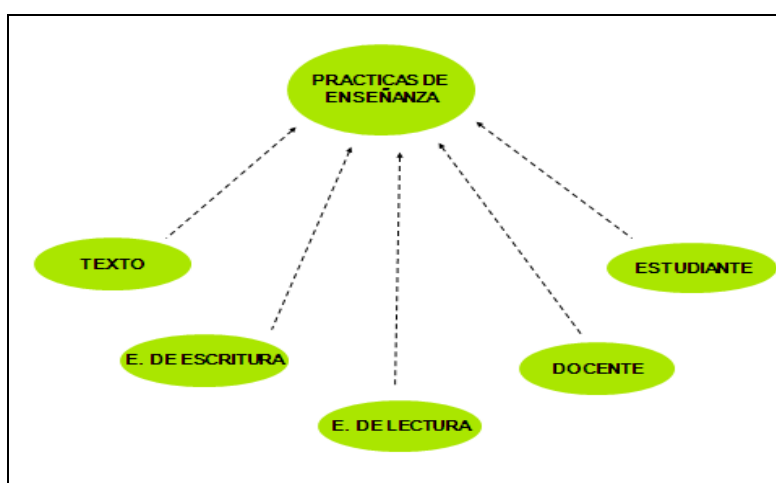 PRACTICAS DE
ENSEÑANZA
TEXTO
ESTUDIANTE
E. DE ESCRITURA
DOCENTE
E. DE LECTURA